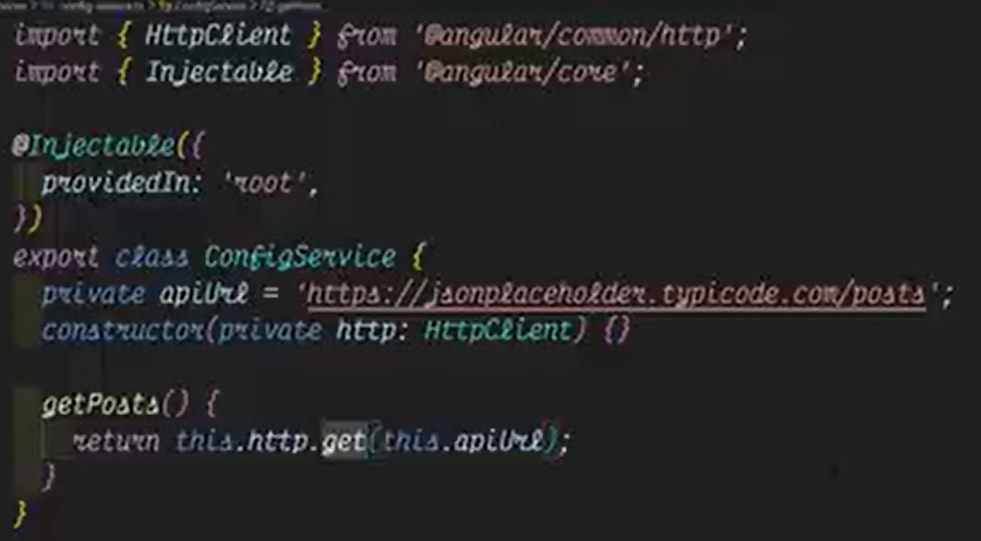 import { HttpClient } from '@angular/common/http';
import { Injectable } from '@angular/core';
@Injectable({
providedIn: 'root',
})
export class ConfigService {
private apiUrl = 'https://jsonplaceholder.typicode.com/posts';
constructor(private http: HttpClient) {}
getPosts() {
return this.http.get(this.apiUrl);
}
}